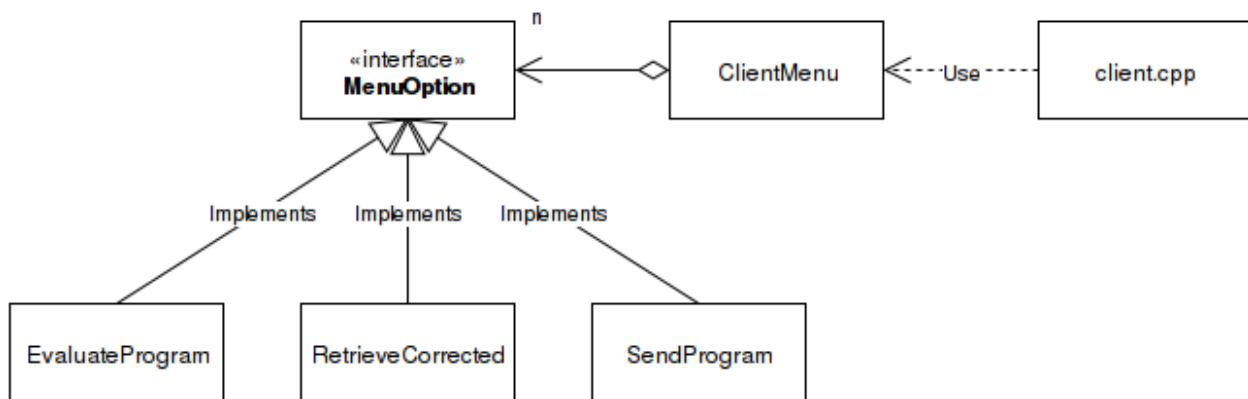 n
«interface»
MenuOption
ClientMenu
Use
client.cpp
Implements
Implements
Implements
EvaluateProgram
RetrieveCorrected
SendProgram